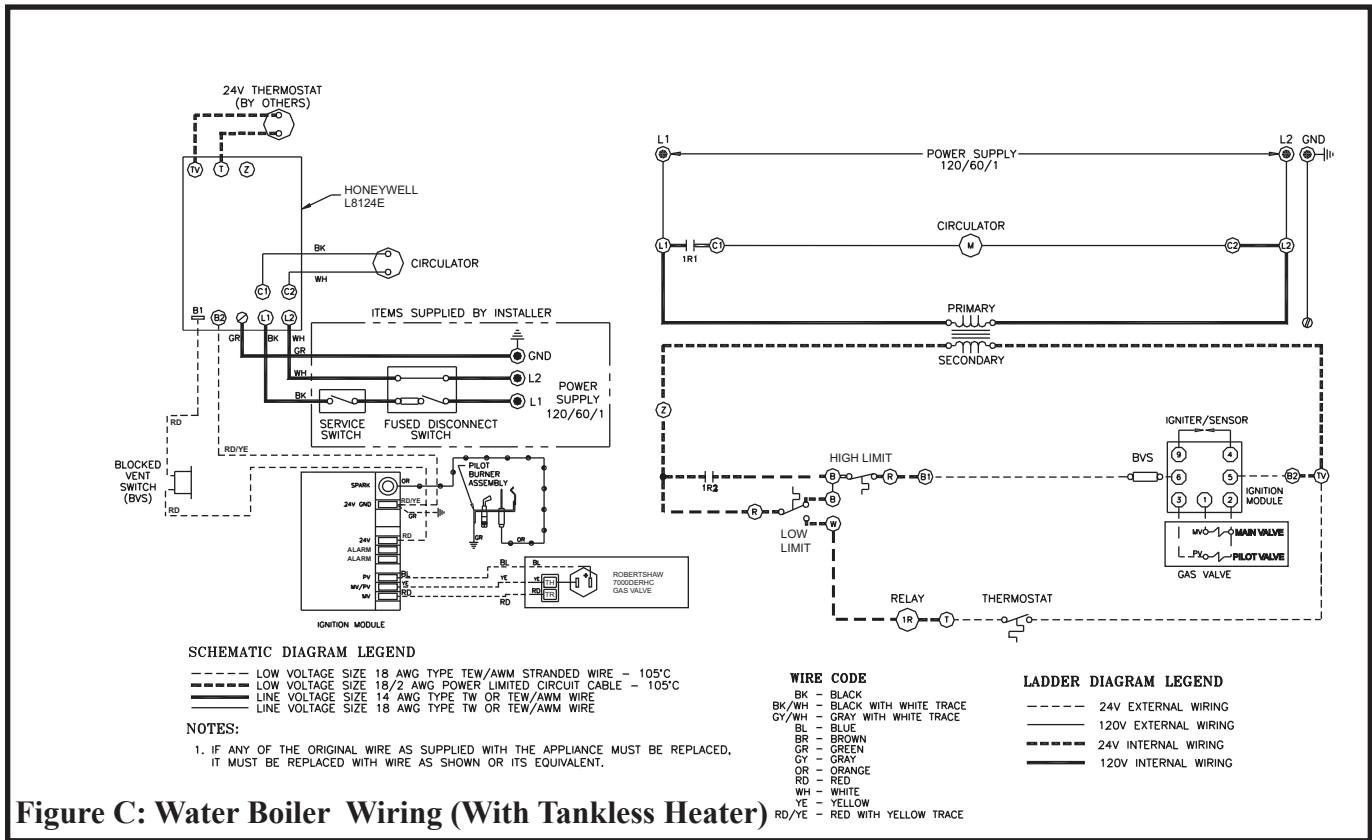 24V THERMOSTAT
(BY OTHERS)
TV T Z
HONEYWELL
L8124E
BK
CIRCULATOR
WH
C1 C2
B1 B2 L1 L2
GR BK WH
ITEMS SUPPLIED BY INSTALLER
GR
GND
WH
L2
BK
L1
POWER
SUPPLY
120/60/1
SERVICE
SWITCH
FUSED DISCONNECT
SWITCH
RD
RD/YE
BLOCKED
VENT
SWITCH
(BVS)
RD
PILOT
BURNER
ASSEMBLY
SPARK
OR
24V GND
RD/YE
GR
GR
OR
24V
RD
ALARM
ALARM
PV
BL
MV/PV
YE
MV
RD
BL BL
YE YE TH
RD TR
RD
ROBERTSHAW
7000DERHC
GAS VALVE
IGNITION MODULE
L1
L2 GND
POWER SUPPLY
120/60/1
CIRCULATOR
L1 C1 M C2 L2
1R1
PRIMARY
SECONDARY
Z
IGNITER/SENSOR
HIGH LIMIT
BVS
9 4
1R2
B R B1
6 5
B2 TV
IGNITION
MODULE
3 1 2
R
B
W
LOW
LIMIT
MV MAIN VALVE
PV PILOT VALVE
GAS VALVE
RELAY
THERMOSTAT
1R T
SCHEMATIC DIAGRAM LEGEND
LOW VOLTAGE SIZE 18 AWG TYPE TEW/AWM STRANDED WIRE – 105°C
LOW VOLTAGE SIZE 18/2 AWG POWER LIMITED CIRCUIT CABLE – 105°C
LINE VOLTAGE SIZE 14 AWG TYPE TW OR TEW/AWM WIRE
LINE VOLTAGE SIZE 18 AWG TYPE TW OR TEW/AWM WIRE
NOTES:
1. IF ANY OF THE ORIGINAL WIRE AS SUPPLIED WITH THE APPLIANCE MUST BE REPLACED,
IT MUST BE REPLACED WITH WIRE AS SHOWN OR ITS EQUIVALENT.
WIRE CODE
BK – BLACK
BK/WH – BLACK WITH WHITE TRACE
GY/WH – GRAY WITH WHITE TRACE
BL – BLUE
BR – BROWN
GR – GREEN
GY – GRAY
OR – ORANGE
RD – RED
WH – WHITE
YE – YELLOW
RD/YE – RED WITH YELLOW TRACE
LADDER DIAGRAM LEGEND
24V EXTERNAL WIRING
120V EXTERNAL WIRING
24V INTERNAL WIRING
120V INTERNAL WIRING
Figure C: Water Boiler Wiring (With Tankless Heater)